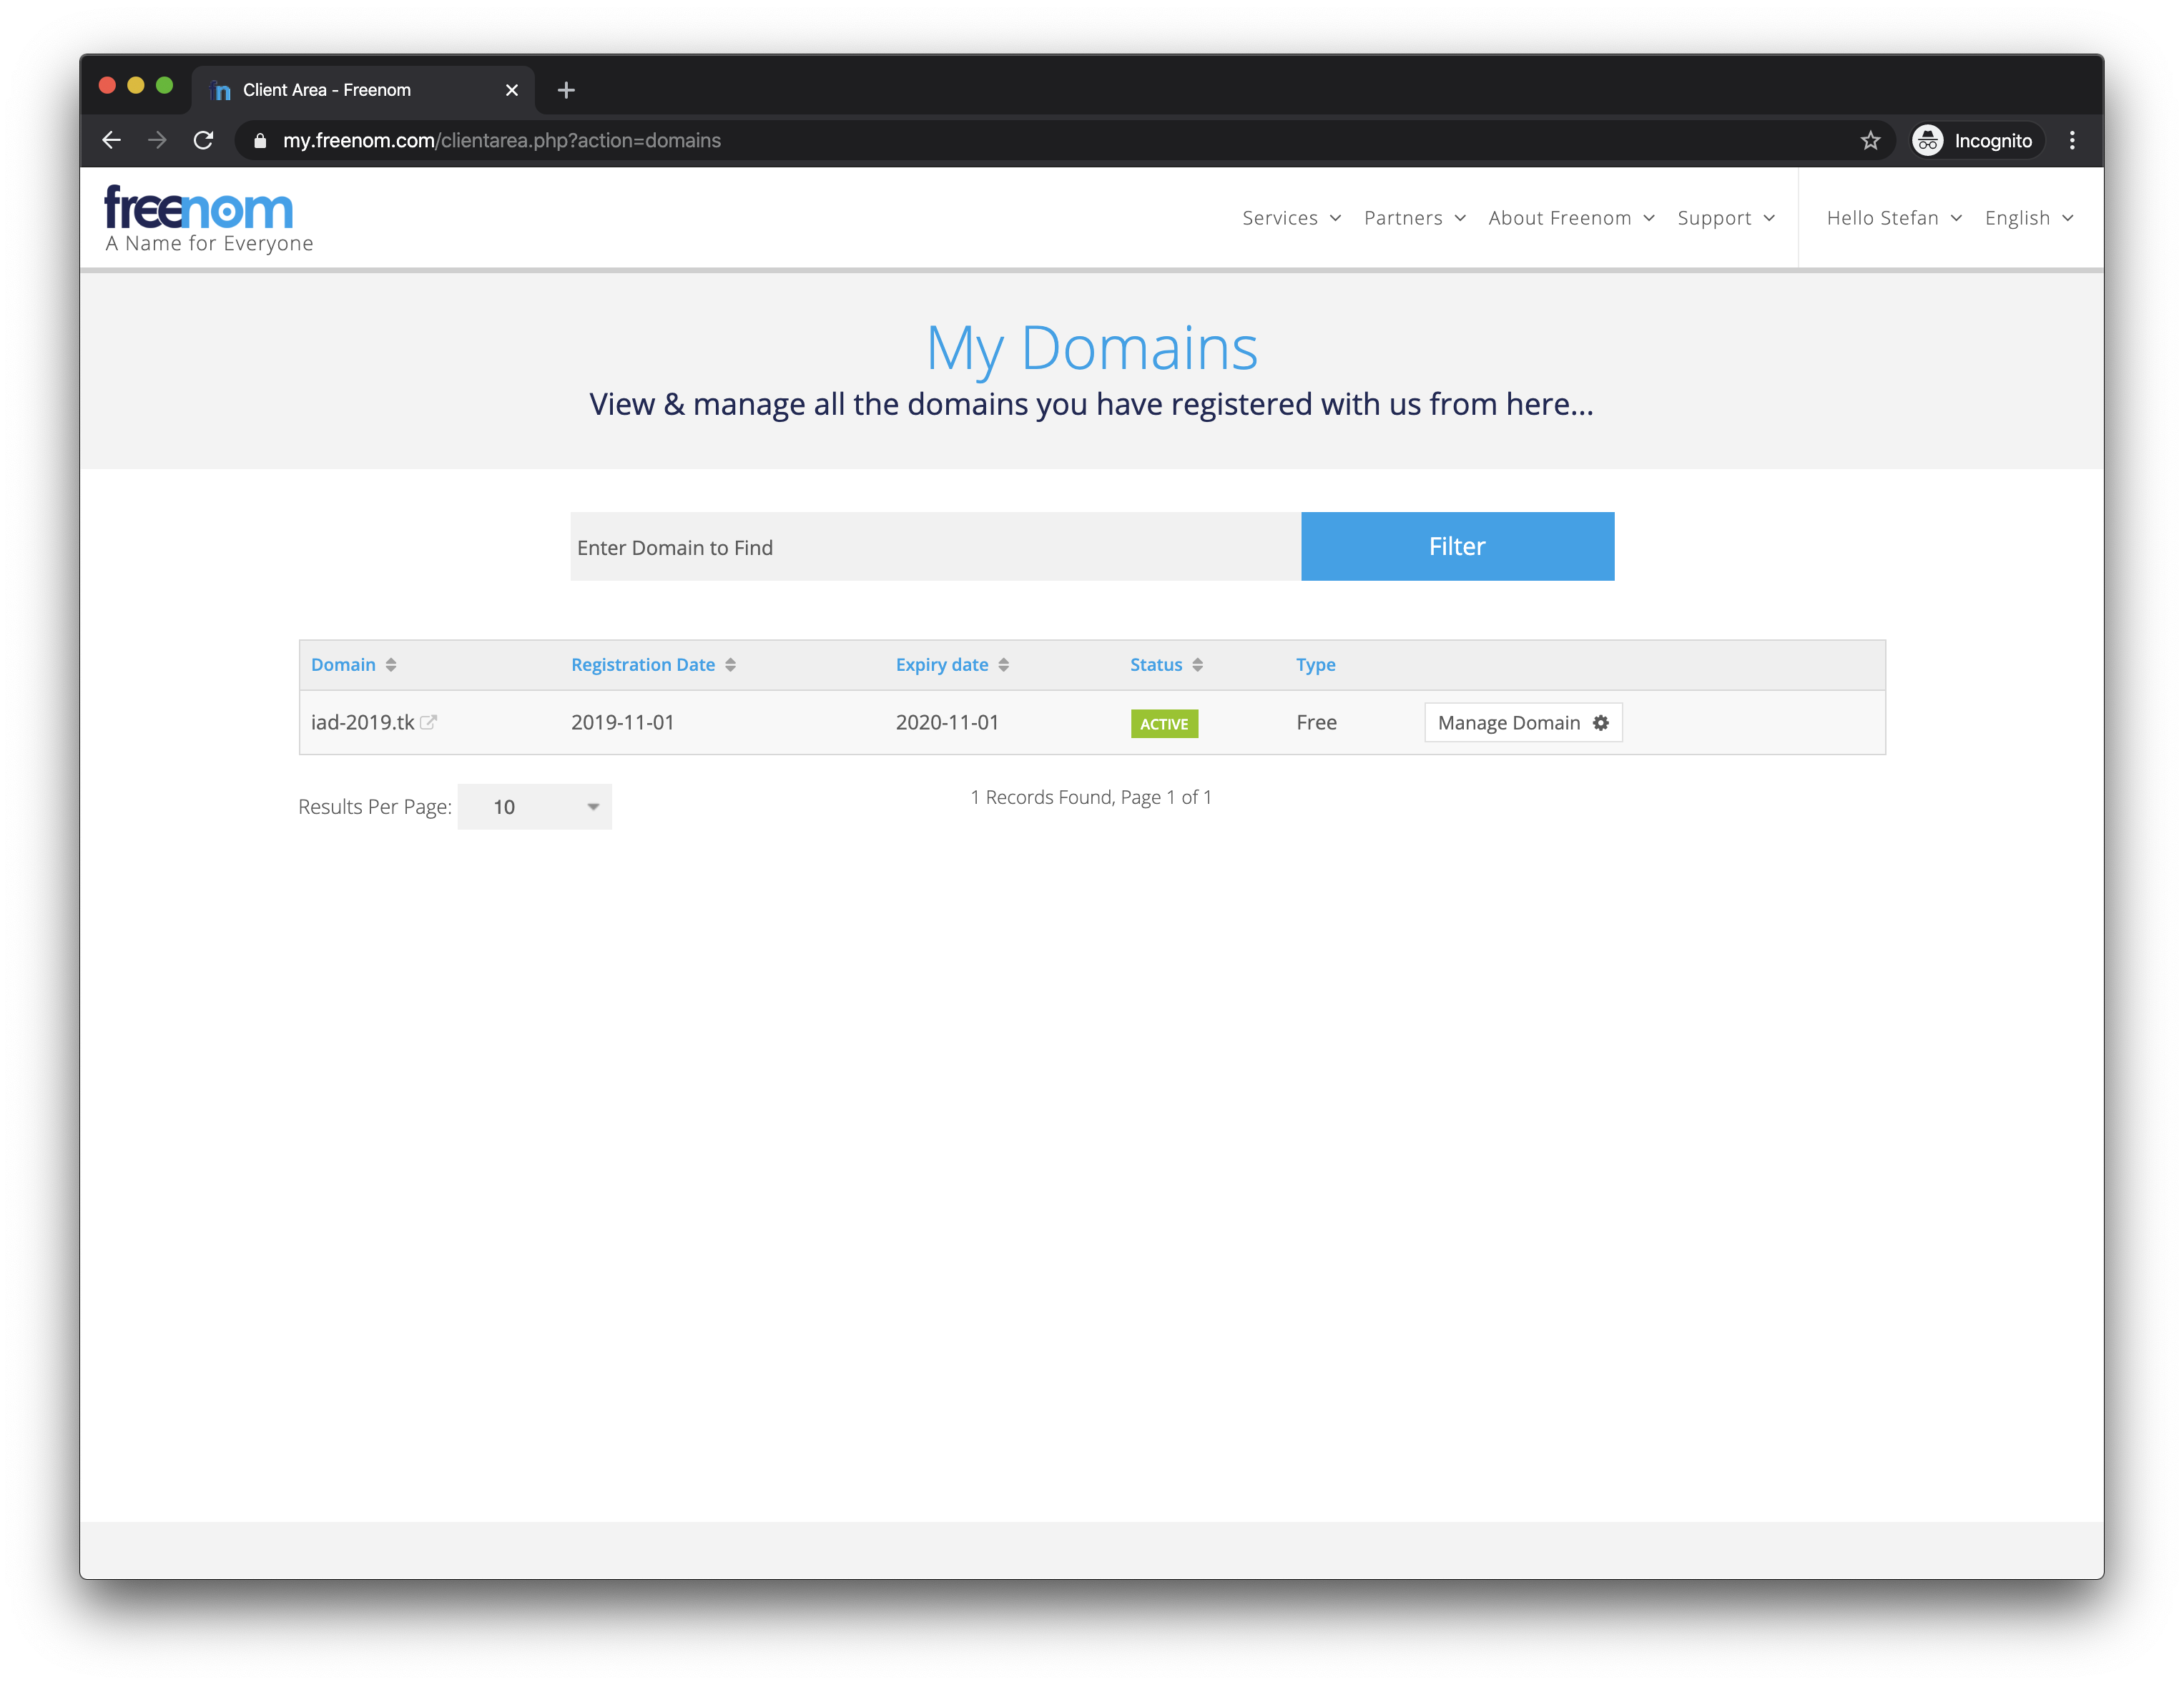 Client Area - Freenom
my.freenom.com/clientarea.php?action=domains
Incognito
freenom
A Name for Everyone
Services Partners About Freenom Support Hello Stefan English
My Domains
View & manage all the domains you have registered with us from here...
Enter Domain to Find Filter
Domain Registration Date Expiry date Status Type
iad-2019.tk 2019-11-01 2020-11-01 ACTIVE Free Manage Domain
Results Per Page: 10
1 Records Found, Page 1 of 1